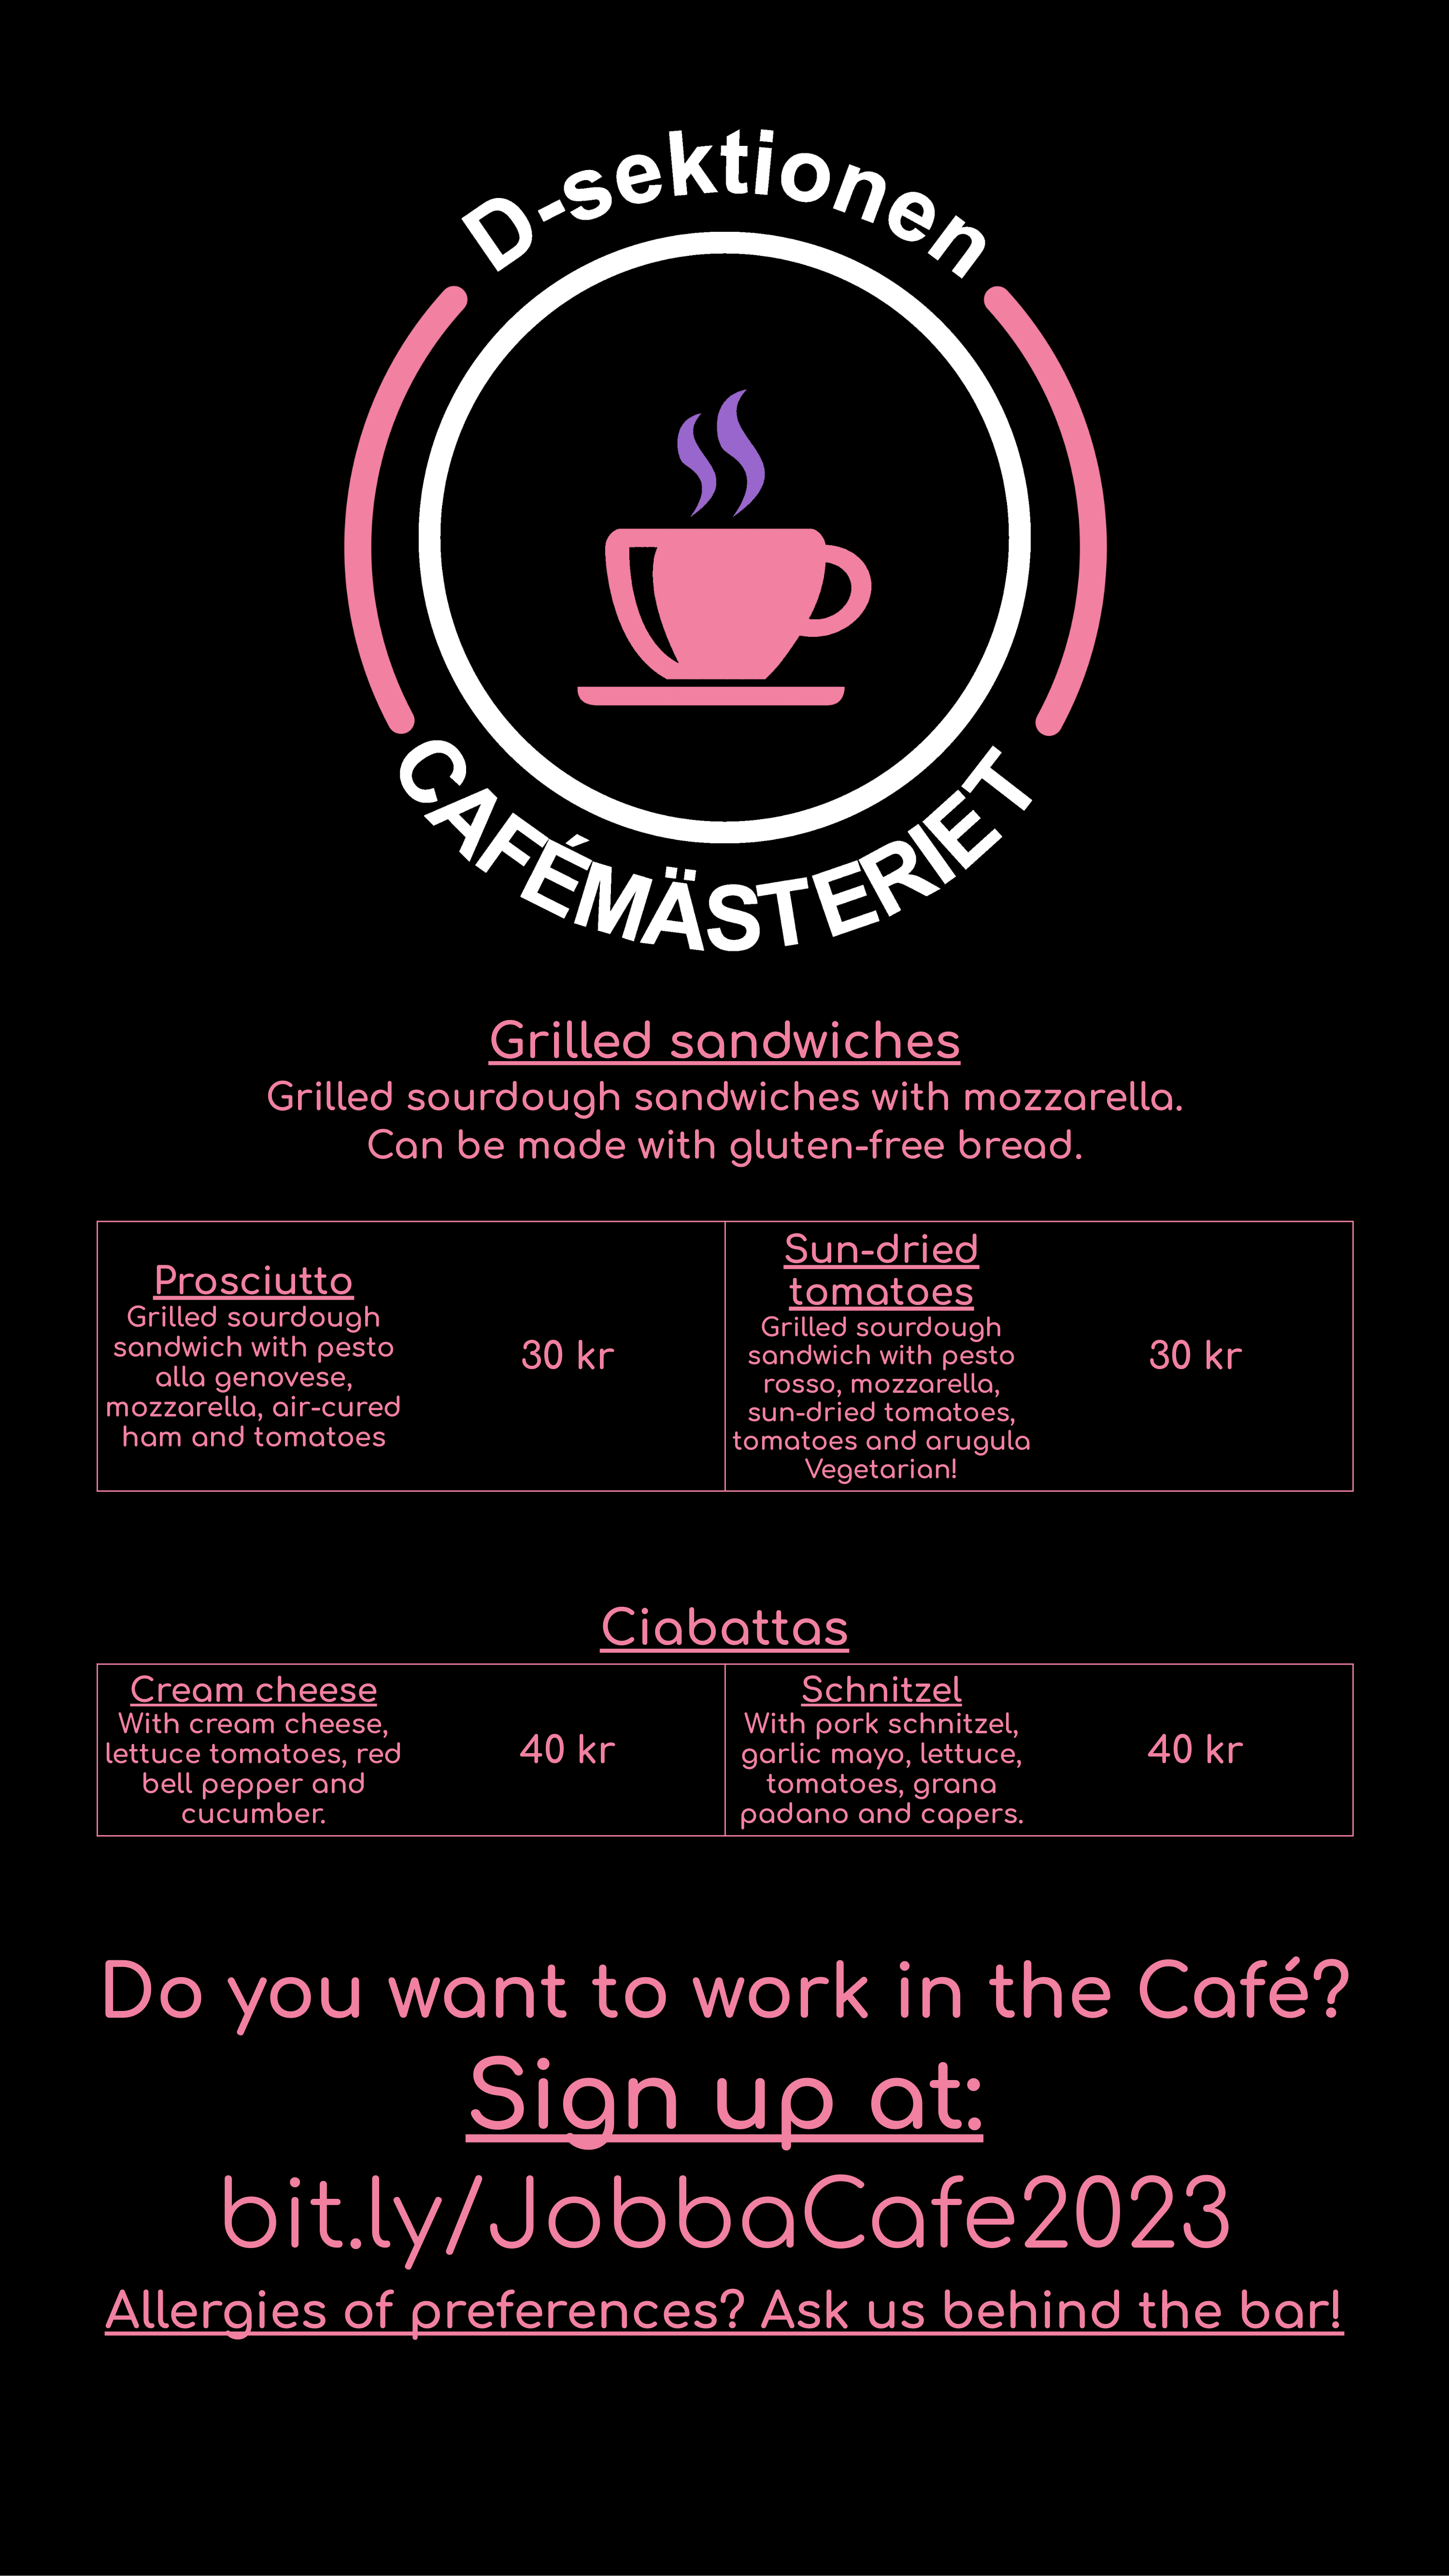 D-sektionen
CAFÉMÄSTERIET
Grilled sandwiches
Grilled sourdough sandwiches with mozzarella.
Can be made with gluten-free bread.
Prosciutto
Grilled sourdough
sandwich with pesto
alla genovese,
mozzarella, air-cured
ham and tomatoes
30 kr
Sun-dried
tomatoes
Grilled sourdough
sandwich with pesto
rosso, mozzarella,
sun-dried tomatoes,
tomatoes and arugula
Vegetarian!
30 kr
Ciabattas
Cream cheese
With cream cheese,
lettuce tomatoes, red
bell pepper and
cucumber.
40 kr
Schnitzel
With pork schnitzel,
garlic mayo, lettuce,
tomatoes, grana
padano and capers.
40 kr
Do you want to work in the Café?
Sign up at:
bit.ly/JobbaCafe2023
Allergies of preferences? Ask us behind the bar!